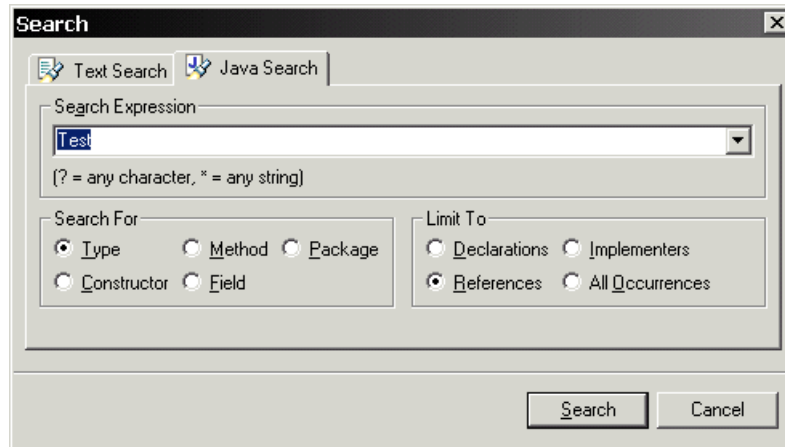 Search
Text Search Java Search
Search Expression
Test
(? = any character, * = any string)
Search For Limit To
Type Method Package Declarations Implementers
Constructor Field References All Occurrences
Search Cancel